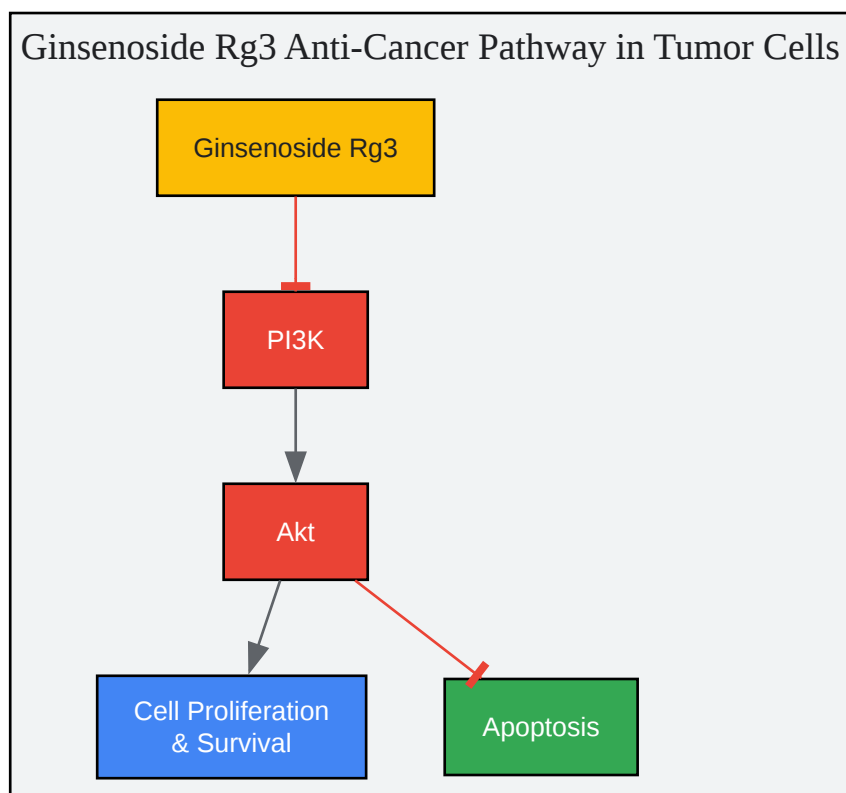 Ginsenoside Rg3 Anti-Cancer Pathway in Tumor Cells
Ginsenoside Rg3
PI3K
Akt
Cell Proliferation
& Survival
Apoptosis